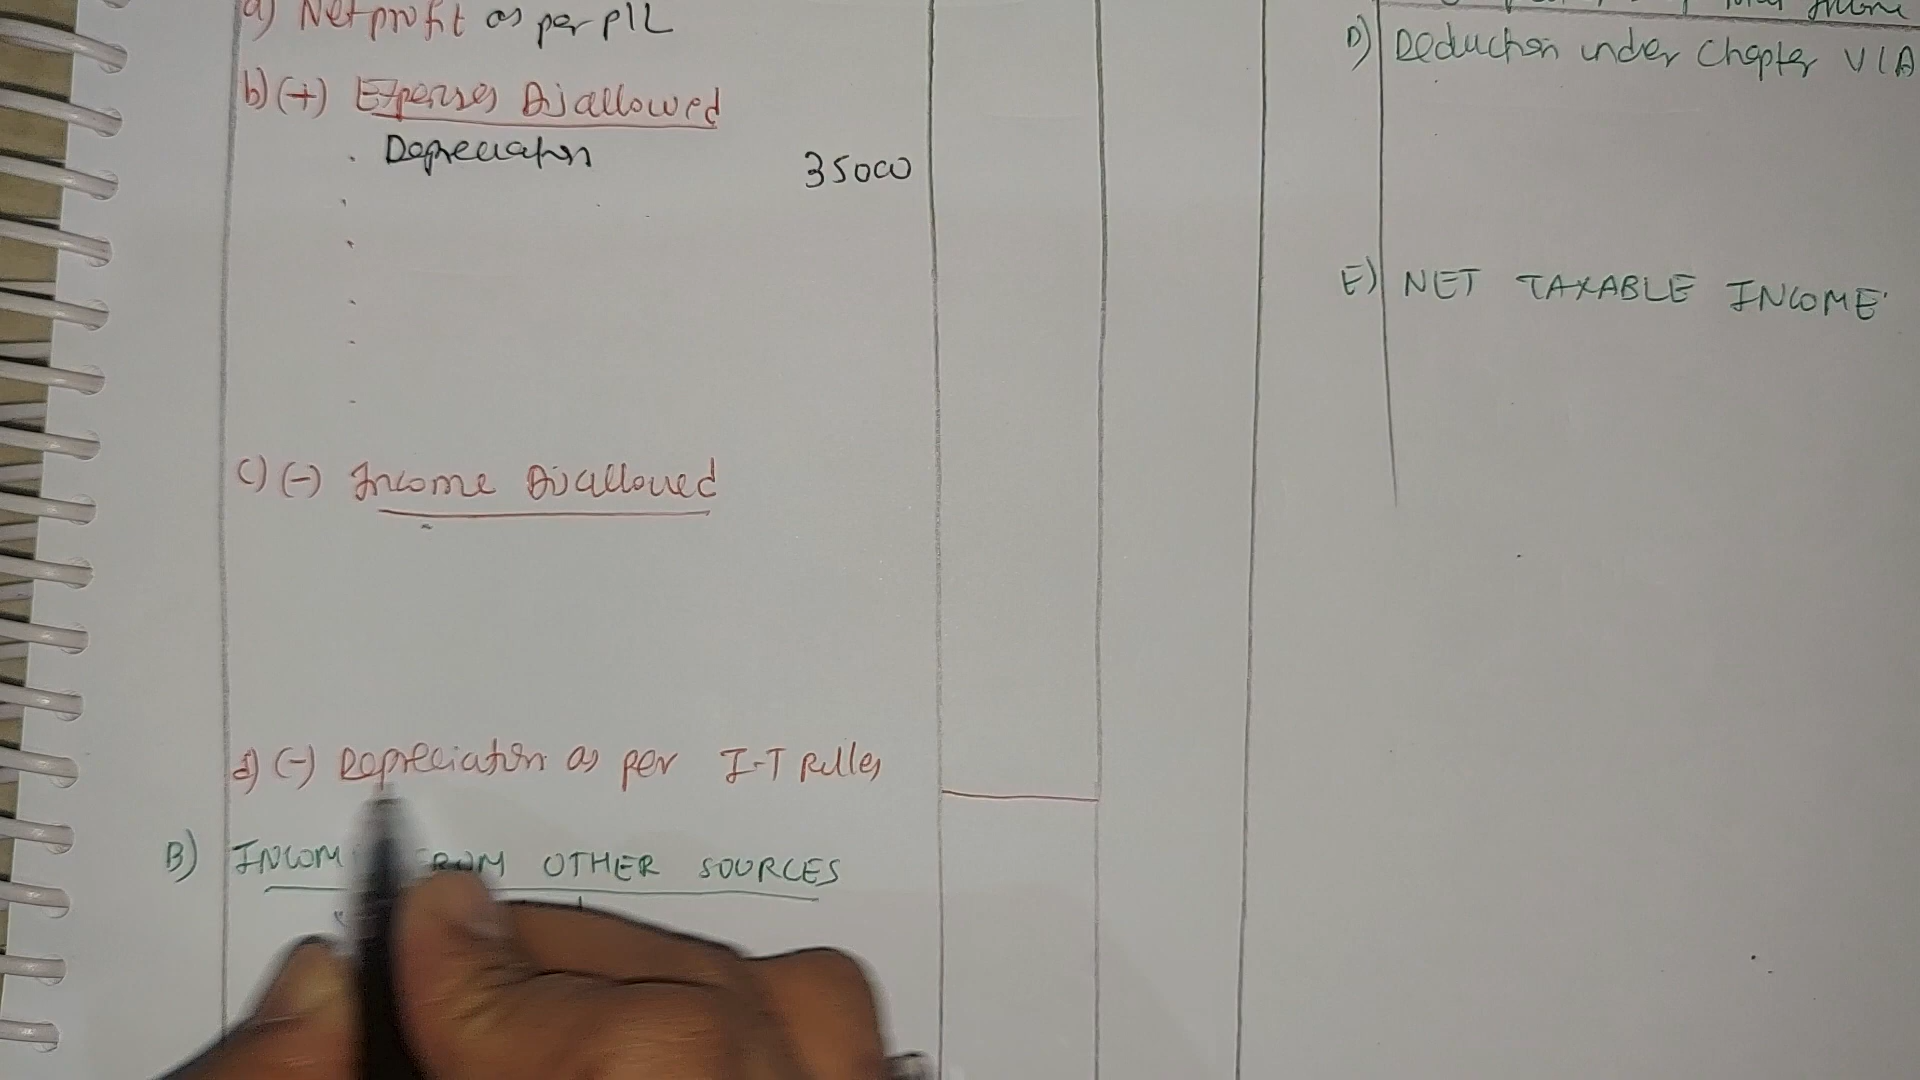 a) Net profit as per P/L
b) (+) Expenses Disallowed
. Depreciation 35000
c) (-) Income Disallowed
d) (-) Depreciation as per I-T Rules
B) INCOM FROM OTHER SOURCES
D) Deduction under Chapter VIA
E) NET TAXABLE INCOME